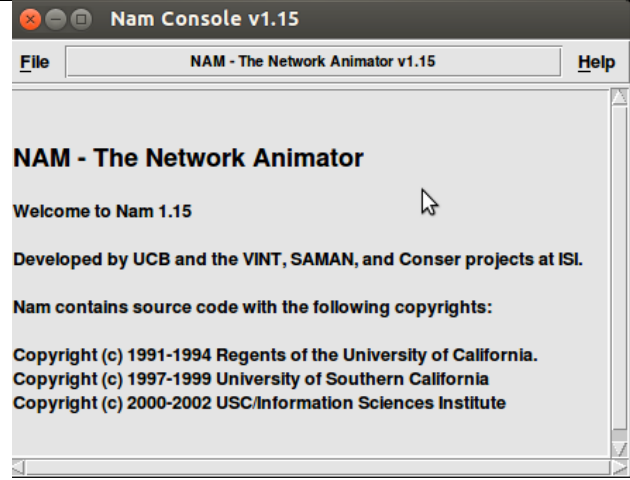 Nam Console v1.15
File NAM - The Network Animator v1.15 Help
NAM - The Network Animator
Welcome to Nam 1.15
Developed by UCB and the VINT, SAMAN, and Conser projects at ISI.
Nam contains source code with the following copyrights:
Copyright (c) 1991-1994 Regents of the University of California.
Copyright (c) 1997-1999 University of Southern California
Copyright (c) 2000-2002 USC/Information Sciences Institute